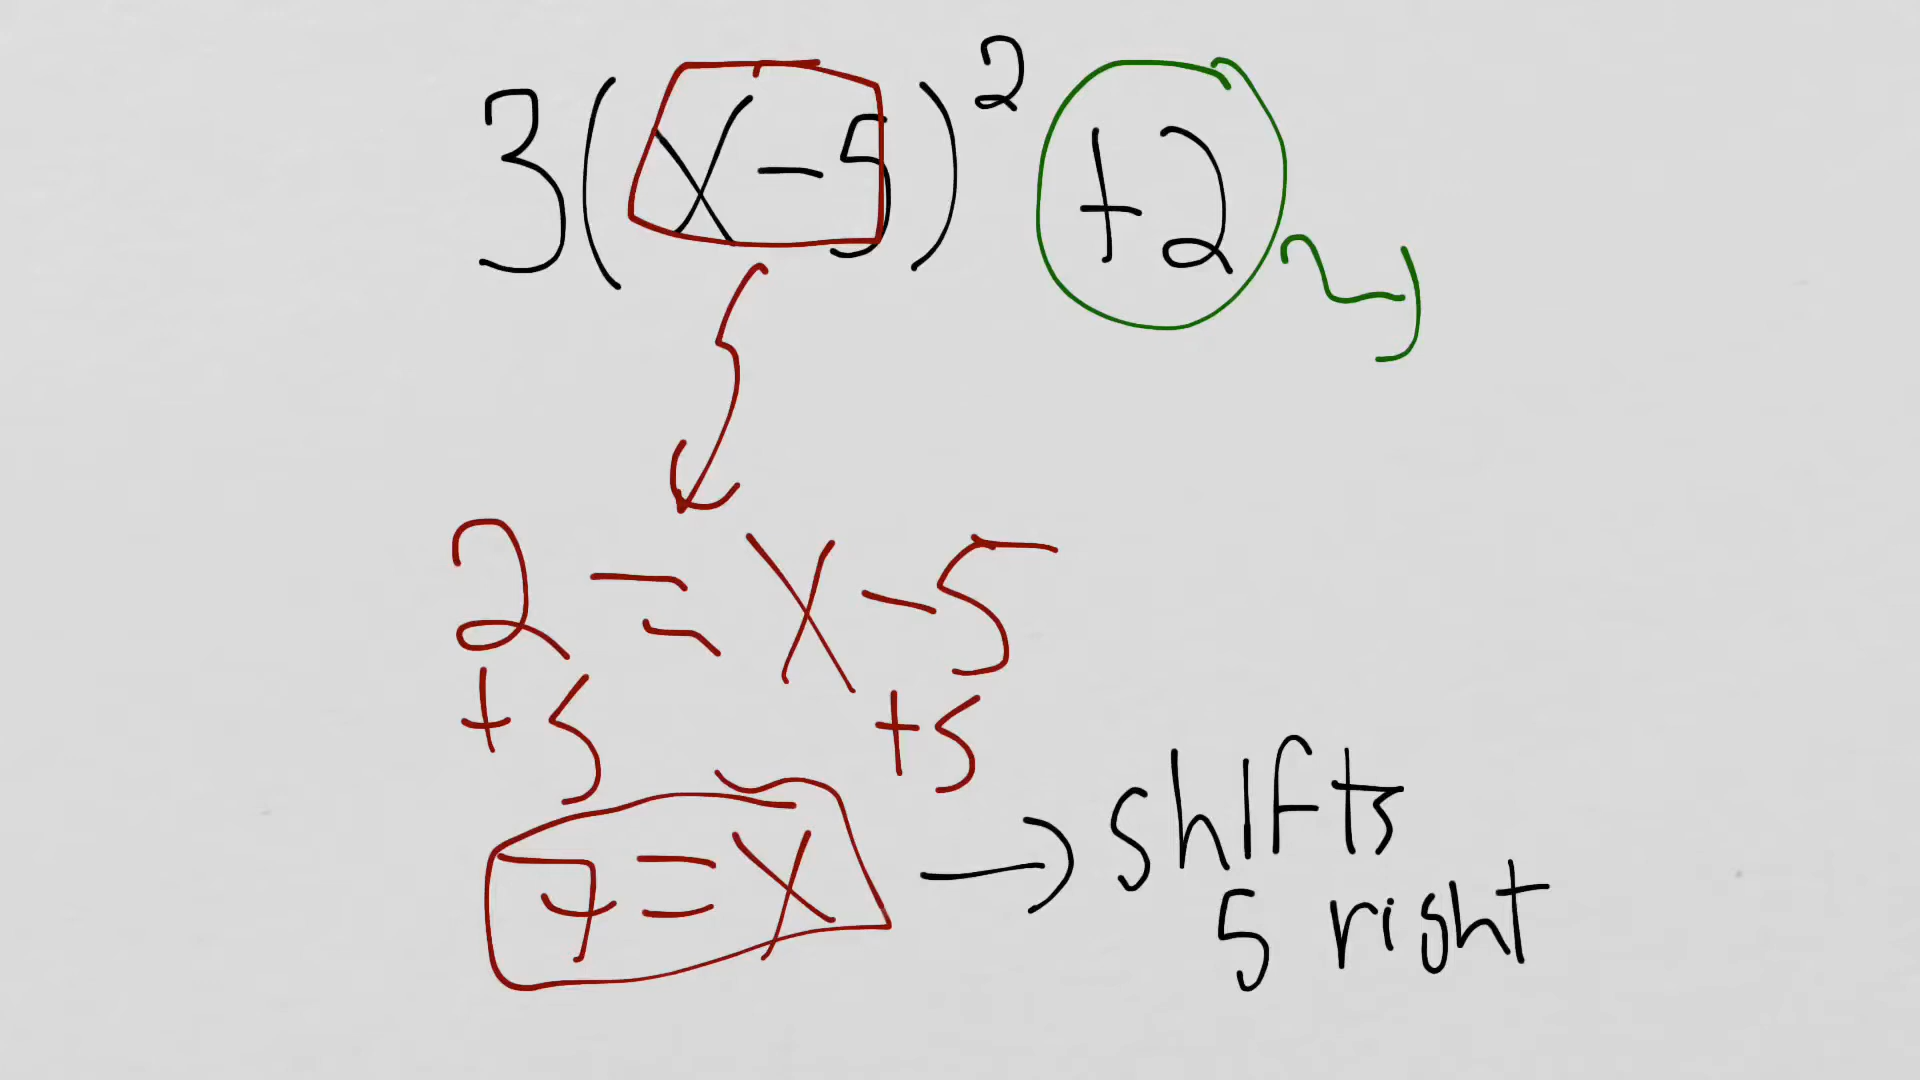 3(x-5)² +2
2 = x-5
+5 +5
7 = x → shifts
5 right